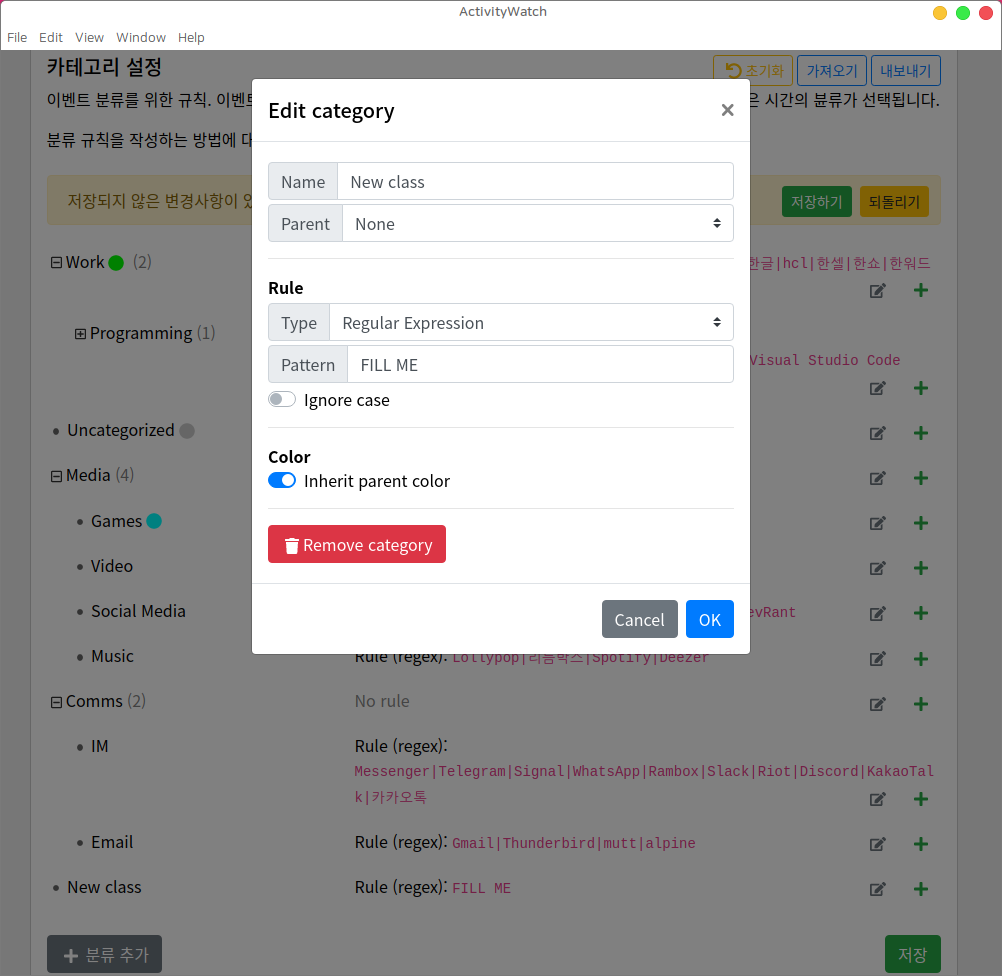 ActivityWatch
File Edit View Window Help
카테고리 설정
초기화 가져오기 내보내기
이벤트 분류를 위한 규칙. 이벤트
은 시간의 분류가 선택됩니다.
분류 규칙을 작성하는 방법에 대
저장되지 않은 변경사항이 있
저장하기 되돌리기
Edit category ×
Name New class
Parent None
Rule
Type Regular Expression
Pattern FILL ME
Ignore case
Color
Inherit parent color
Remove category
Cancel OK
Work (2)
한글|hcl|한셀|한쇼|한워드
Programming (1)
Visual Studio Code
Uncategorized
Media (4)
Games
Video
Social Media
evRant
Music Rule (regex): Lollypop|리듬박스|Spotify|Deezer
Comms (2) No rule
IM Rule (regex):
Messenger|Telegram|Signal|WhatsApp|Rambox|Slack|Riot|Discord|KakaoTal
k|카카오톡
Email Rule (regex): Gmail|Thunderbird|mutt|alpine
New class Rule (regex): FILL ME
분류 추가 저장